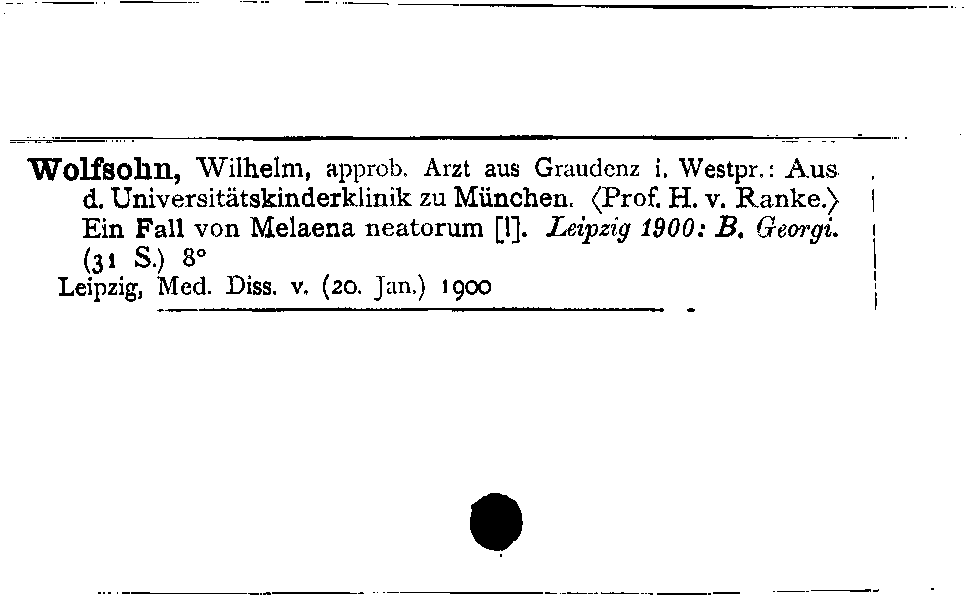 Wolfsohn, Wilhelm, approb. Arzt aus Graudenz i. Westpr.: Aus
d. Universitätskinderklinik zu München. 〈Prof. H. v. Ranke.〉
Ein Fall von Melaena neatorum [!]. Leipzig 1900: B. Georgi.
(31 S.) 8°
Leipzig, Med. Diss. v. (20. Jan.) 1900